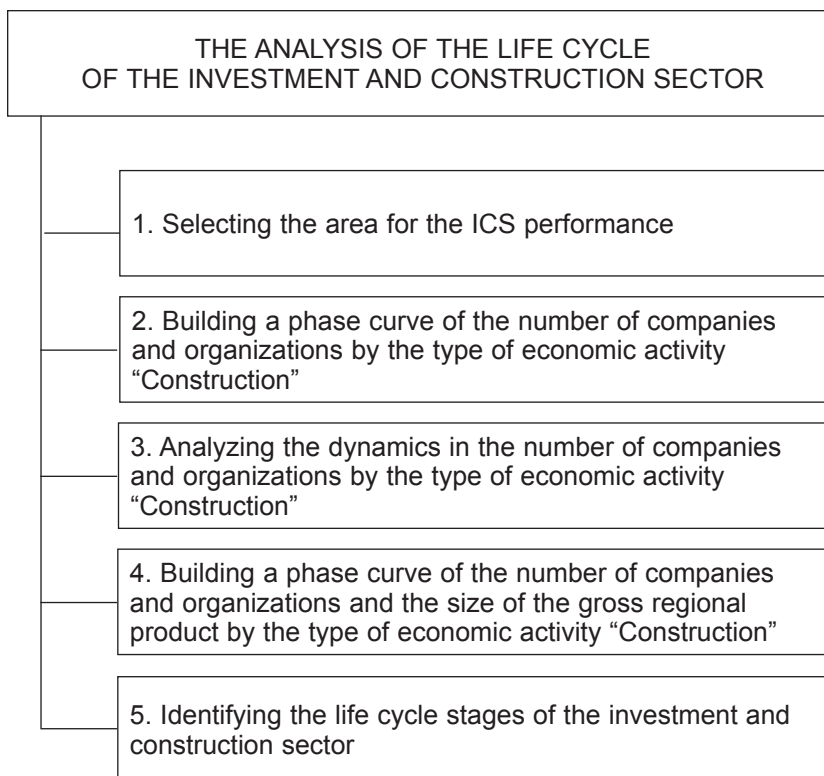 THE ANALYSIS OF THE LIFE CYCLE
OF THE INVESTMENT AND CONSTRUCTION SECTOR
1. Selecting the area for the ICS performance
2. Building a phase curve of the number of companies
and organizations by the type of economic activity
“Construction”
3. Analyzing the dynamics in the number of companies
and organizations by the type of economic activity
“Construction”
4. Building a phase curve of the number of companies
and organizations and the size of the gross regional
product by the type of economic activity “Construction”
5. Identifying the life cycle stages of the investment and
construction sector